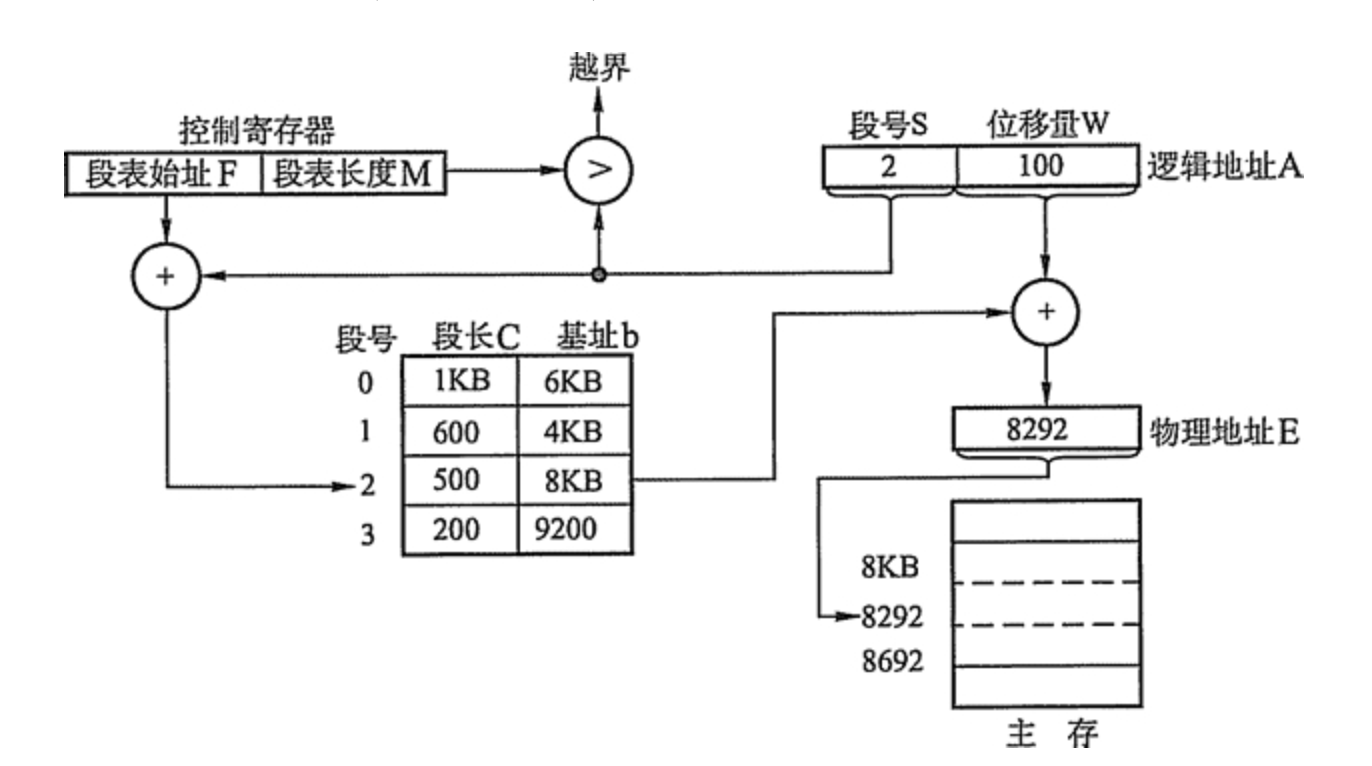 越界
控制寄存器
段表始址F 段表长度M
>
段号S 位移量W
2 100 逻辑地址A
+
+
段号 段长C 基址b
0 1KB 6KB
1 600 4KB
2 500 8KB
3 200 9200
8292 物理地址E
8KB
8292
8692
主 存